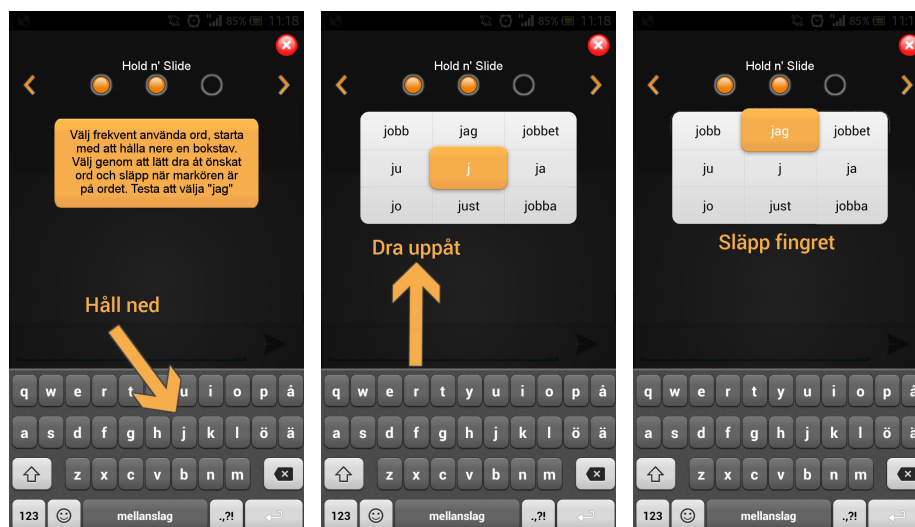 85% 11:18
Hold n' Slide
Välj frekvent använda ord, starta
med att hålla nere en bokstav.
Välj genom att lätt dra åt önskat
ord och släpp när markören är
på ordet. Testa att välja "jag"
Håll ned
q w e r t u i o p å
a s d f g h j k l ö ä
z x c v b n m
123 mellanslag .,?!
85% 11:18
Hold n' Slide
jobb jag jobbet
ju j ja
jo just jobba
Dra uppåt
q w e r t y u i o p å
a s d f g h j k l ö ä
z x c v b n m
123 mellanslag .,?!
85% 11:1
Hold n' Slide
jobb jag jobbet
ju j ja
jo just jobba
Släpp fingret
q w e r t y u i o p å
a s d f g h j k l ö ä
z x c v b n m
123 mellanslag .,?!